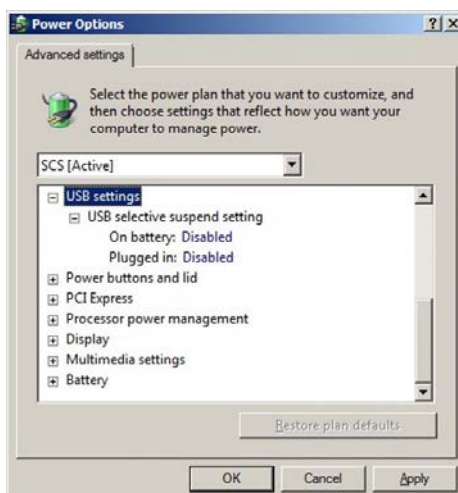 Power Options
Advanced settings
Select the power plan that you want to customize, and
then choose settings that reflect how you want your
computer to manage power.
SCS [Active]
USB settings
USB selective suspend setting
On battery: Disabled
Plugged in: Disabled
Power buttons and lid
PCI Express
Processor power management
Display
Multimedia settings
Battery
Restore plan defaults
OK Cancel Apply